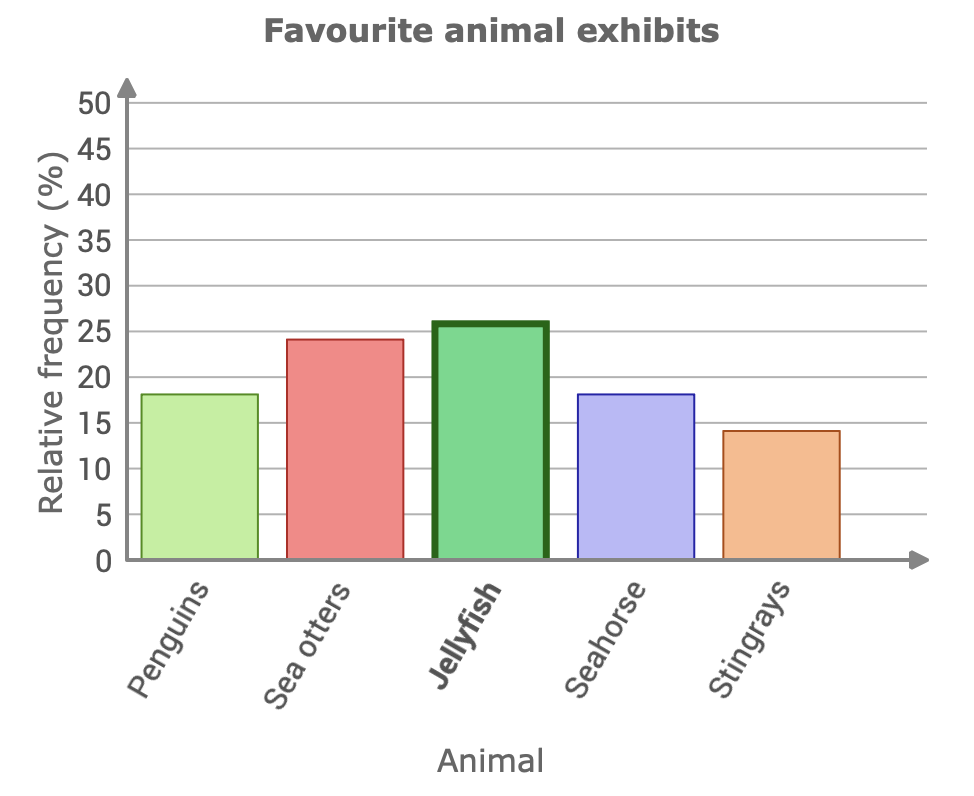 Favourite animal exhibits
Relative frequency (%)
50
45
40
35
30
25
20
15
10
5
0
Penguins
Sea otters
Jellyfish
Seahorse
Stingrays
Animal